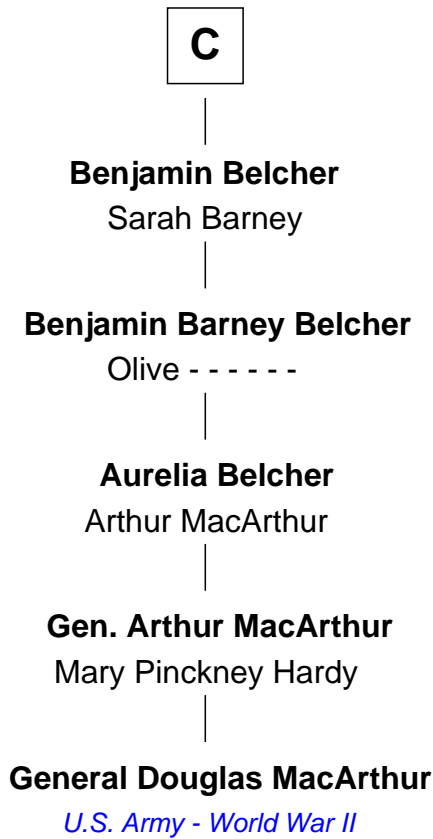 C
Benjamin Belcher
Sarah Barney
Benjamin Barney Belcher
Olive - - - - - -
Aurelia Belcher
Arthur MacArthur
Gen. Arthur MacArthur
Mary Pinckney Hardy
General Douglas MacArthur
U.S. Army - World War II